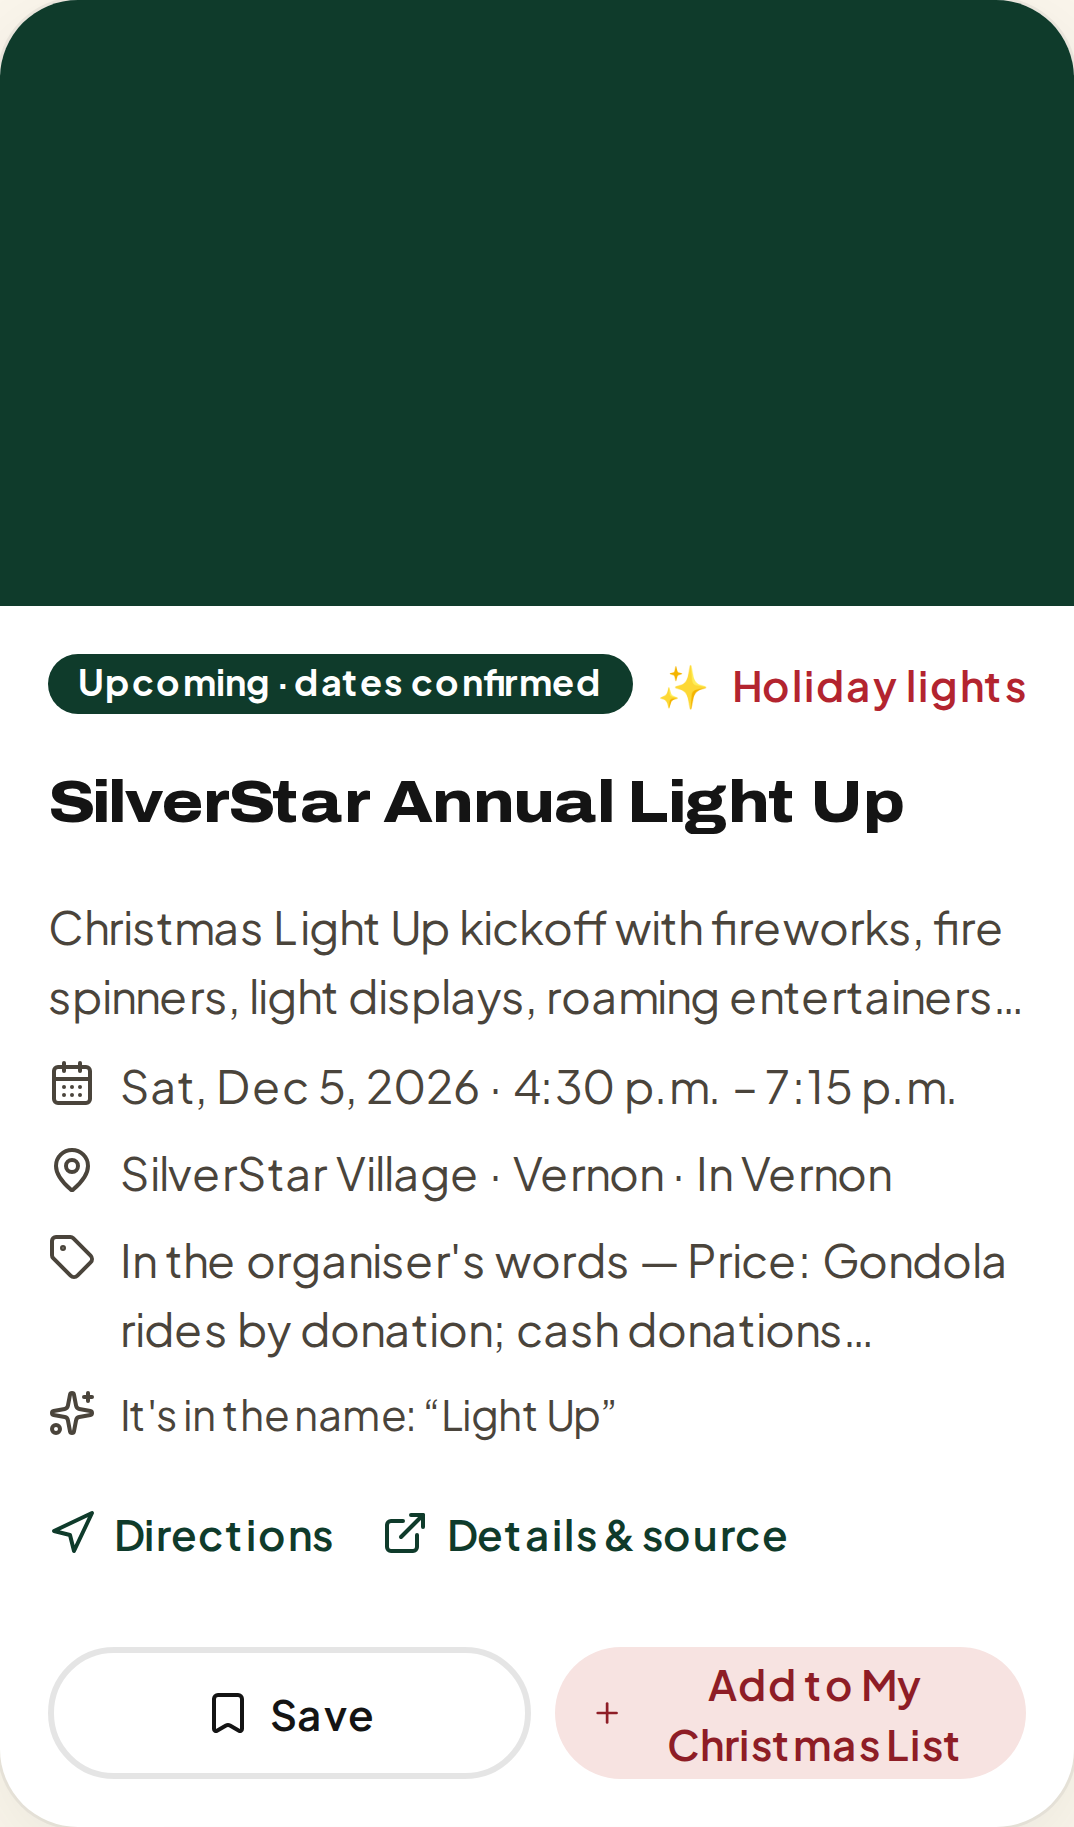 Upcoming · dates confirmed
✨ Holiday lights
SilverStar Annual Light Up
Christmas Light Up kickoff with fireworks, fire
spinners, light displays, roaming entertainers…
Sat, Dec 5, 2026 · 4:30 p.m. – 7:15 p.m.
SilverStar Village · Vernon · In Vernon
In the organiser's words — Price: Gondola
rides by donation; cash donations…
It's in the name: “Light Up”
Directions
Details & source
Save
Add to My
Christmas List